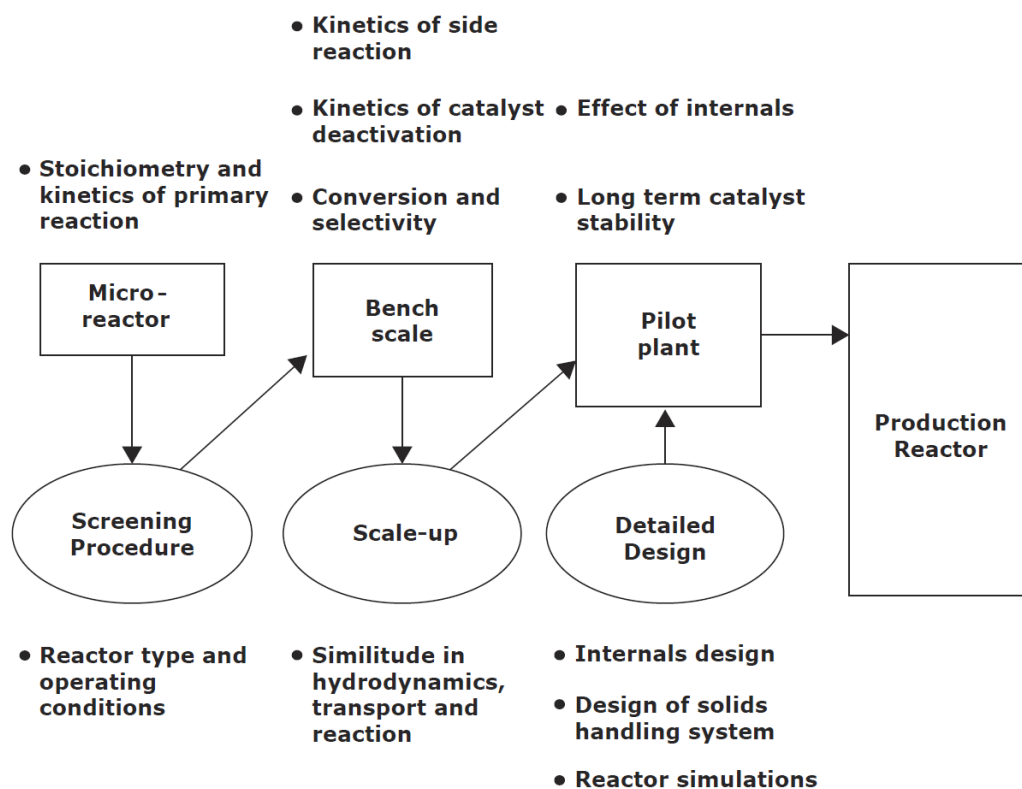 ● Kinetics of side
reaction
● Kinetics of catalyst
deactivation
● Effect of internals
● Stoichiometry and
kinetics of primary
reaction
● Conversion and
selectivity
● Long term catalyst
stability
Micro-
reactor
Bench
scale
Pilot
plant
Production
Reactor
Screening
Procedure
Scale-up
Detailed
Design
● Reactor type and
operating
conditions
● Similitude in
hydrodynamics,
transport and
reaction
● Internals design
● Design of solids
handling system
● Reactor simulations